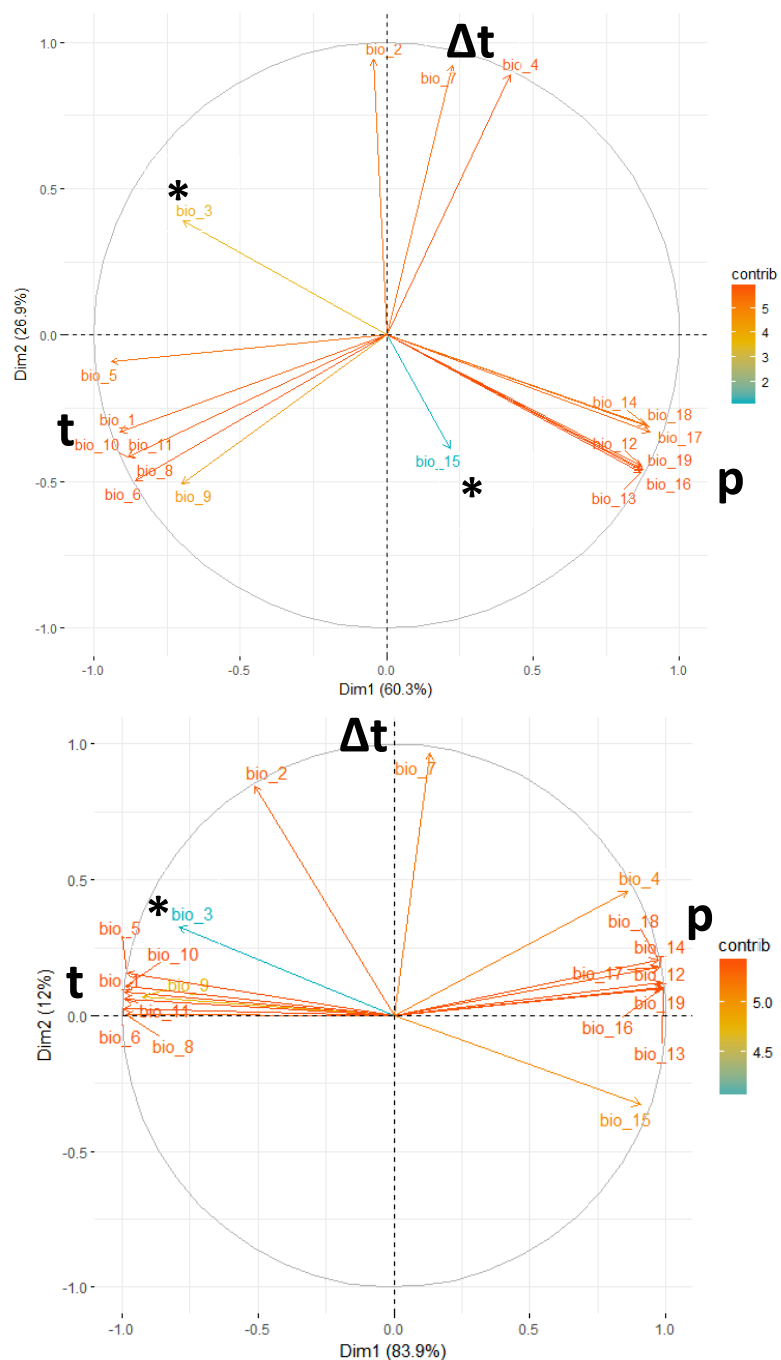 1.0
Δt
bio_2
bio_7
bio_4
0.5
*
bio_3
contrib
5
4
3
2
Dim2 (26.9%)
0.0
bio_5
bio_14
bio_18
bio_1
t
bio_17
bio_10
bio_11
bio_12
bio_15
bio_19
bio_8
*
p
bio_16
bio_6
bio_9
bio_13
-0.5
-1.0
-1.0 -0.5 0.0 0.5 1.0
Dim1 (60.3%)
Δt
1.0
bio_2
bio_7
0.5
bio_4
*
bio_3
p
bio_5
bio_18
bio_10
bio_14
contrib
5.0
4.5
t
bio_1
bio_9
bio_17
bio_12
bio_11
bio_19
0.0
bio_16
bio_6
bio_8
bio_13
Dim2 (12%)
bio_15
-0.5
-1.0
-1.0 -0.5 0.0 0.5 1.0
Dim1 (83.9%)